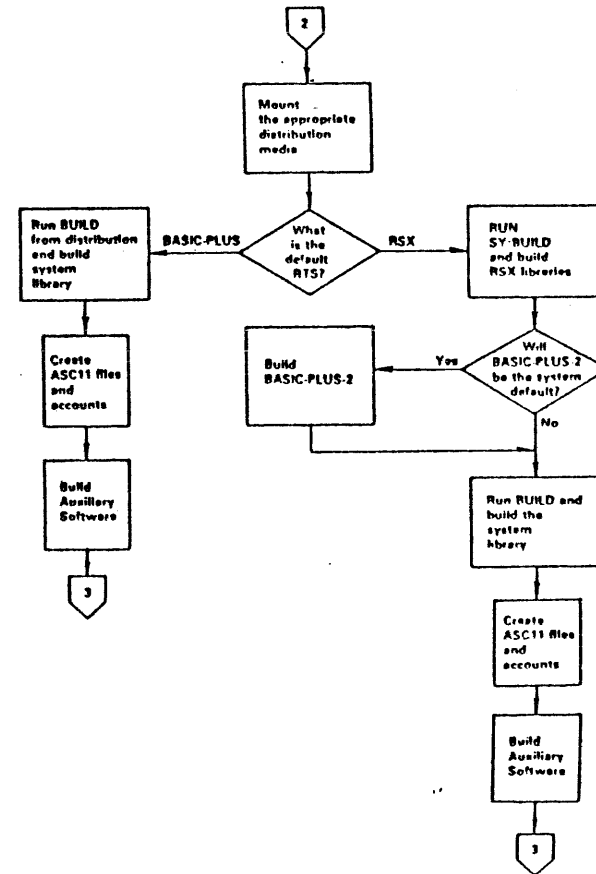 2
Mount
the appropriate
distribution
media
What
is the
default
RTS?
BASIC-PLUS
RSX
Run BUILD
from distribution
and build
system
library
Create
ASC11 files
and
accounts
Build
Auxiliary
Software
3
RUN
SY·BUILD
and build
RSX libraries
Will
BASIC-PLUS-2
be the system
default?
Yes
No
Build
BASIC-PLUS-2
Run BUILD and
build the
system
library
Create
ASC11 files
and
accounts
Build
Auxiliary
Software
3